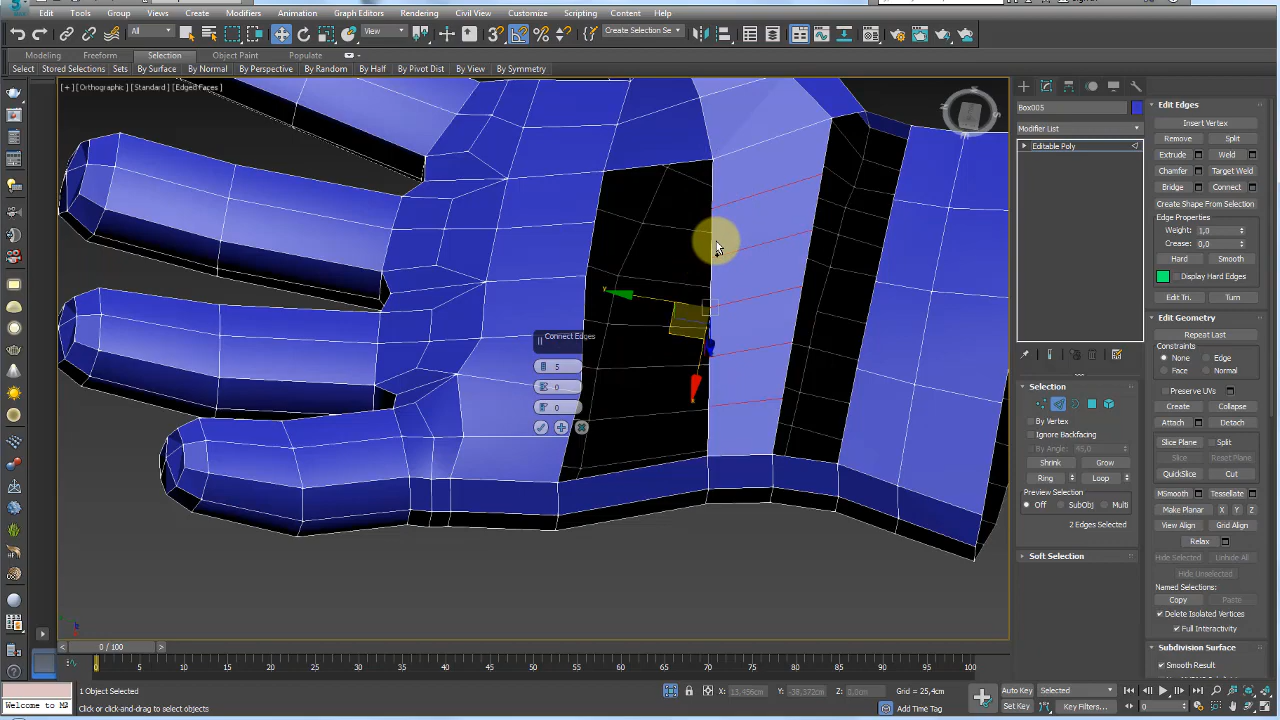 Edit Tools Group Views Create Modifiers Animation Graph Editors Rendering Civil View Customize Scripting Content Help
All View Create Selection Se
Modeling Freeform Selection Object Paint Populate
Select Stored Selections Sets By Surface By Normal By Perspective By Random By Half By Pivot Dist By View By Symmetry
[+][Orthographic][Standard][Edged Faces]
Box005
Modifier List
Editable Poly
Selection
By Vertex
Ignore Backfacing
By Angle: 45,0
Shrink Grow
Ring Loop
Preview Selection
Off SubObj Multi
2 Edges Selected
Soft Selection
Edit Edges
Insert Vertex
Remove Split
Extrude Weld
Chamfer Target Weld
Bridge Connect
Create Shape From Selection
Edge Properties
Weight: 1,0
Crease: 0,0
Hard Smooth
Display Hard Edges
Edit Tri. Turn
Edit Geometry
Repeat Last
Constraints
None Edge
Face Normal
Preserve UVs
Create Collapse
Attach Detach
Slice Plane Split
Slice Reset Plane
QuickSlice Cut
MSmooth Tessellate
Make Planar X Y Z
View Align Grid Align
Relax
Hide Selected Unhide All
Hide Unselected
Named Selections:
Copy Paste
Delete Isolated Vertices
Full Interactivity
Subdivision Surface
Smooth Result
Connect Edges
5
0
0
< 0 / 100 >
0 5 10 15 20 25 30 35 40 45 50 55 60 65 70 75 80 85 90 95 100
1 Object Selected X: 13,456cm Y: -38,372cm Z: 0,0cm Grid = 25,4cm Auto Key Selected
Welcome to M click or click-and-drag to select objects Add Time Tag Set Key Key Filters... 0